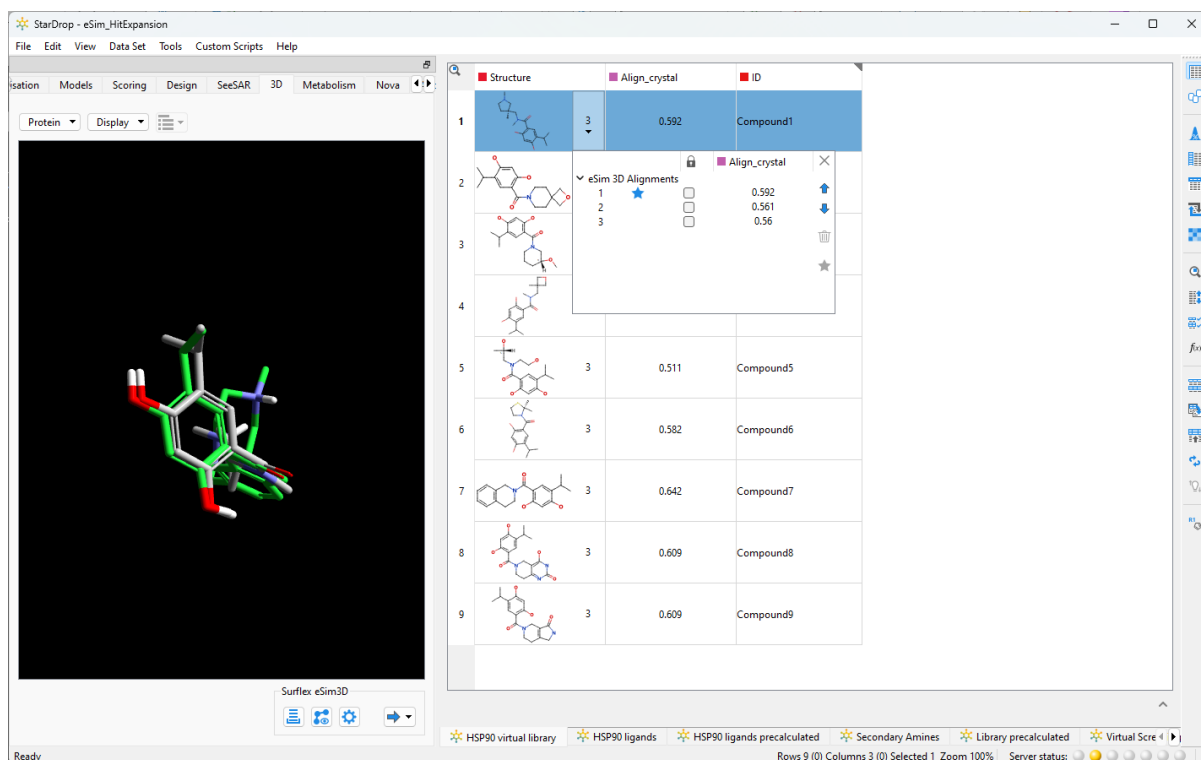 StarDrop - eSim_HitExpansion
File Edit View Data Set Tools Custom Scripts Help
isation Models Scoring Design SeeSAR 3D Metabolism Nova
Protein Display
Structure Align_crystal ID
1 3 0.592 Compound1
Align_crystal
eSim 3D Alignments
1 0.592
2 0.561
3 0.56
2
3
4
5 3 0.511 Compound5
6 3 0.582 Compound6
7 3 0.642 Compound7
8 3 0.609 Compound8
9 3 0.609 Compound9
Surflex eSim3D
HSP90 virtual library HSP90 ligands HSP90 ligands precalculated Secondary Amines Library precalculated Virtual Scre
Ready
Rows 9 (0) Columns 3 (0) Selected 1 Zoom 100% Server status: